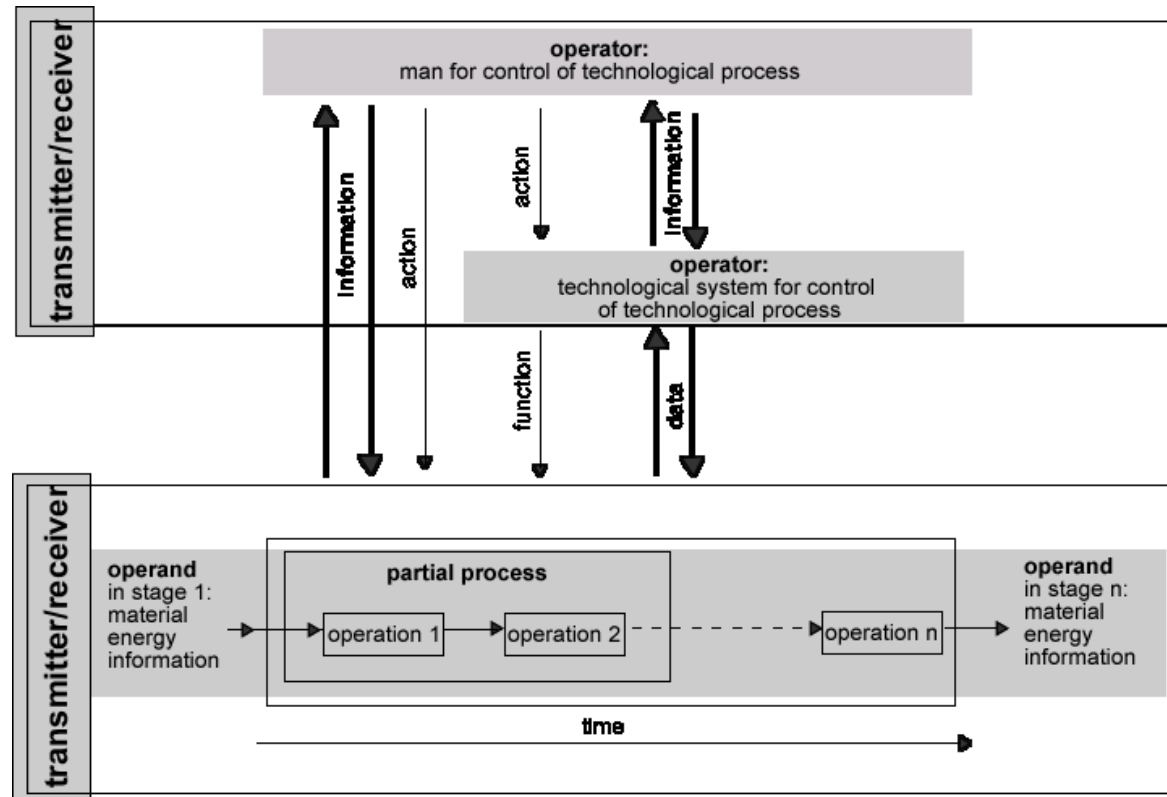 transmitter/receiver
operator:
man for control of technological process
information
action
action
information
operator:
technological system for control
of technological process
function
data
transmitter/receiver
operand
in stage 1:
material
energy
information
partial process
operation 1
operation 2
operation n
operand
in stage n:
material
energy
information
time